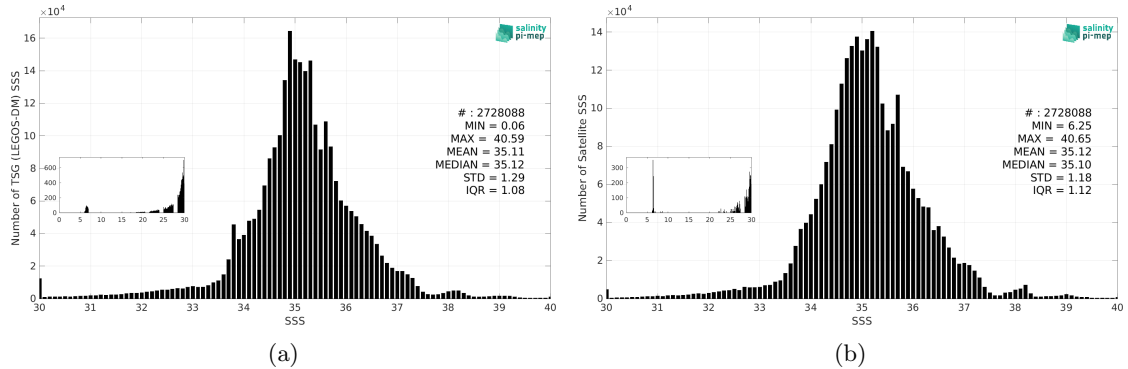 ×10⁴
salinity
pi-mep
Number of TSG (LEGOS-DM) SSS
16
14
12
10
8
6
4
2
0
# : 2728088
MIN = 0.06
MAX = 40.59
MEAN = 35.11
MEDIAN = 35.12
STD = 1.29
IQR = 1.08
600
400
200
0
0 5 10 15 20 25 30
30 31 32 33 34 35 36 37 38 39 40
SSS
(a)
×10⁴
salinity
pi-mep
Number of Satellite SSS
14
12
10
8
6
4
2
0
# : 2728088
MIN = 6.25
MAX = 40.65
MEAN = 35.12
MEDIAN = 35.10
STD = 1.18
IQR = 1.12
300
200
100
0
0 5 10 15 20 25 30
30 31 32 33 34 35 36 37 38 39 40
SSS
(b)